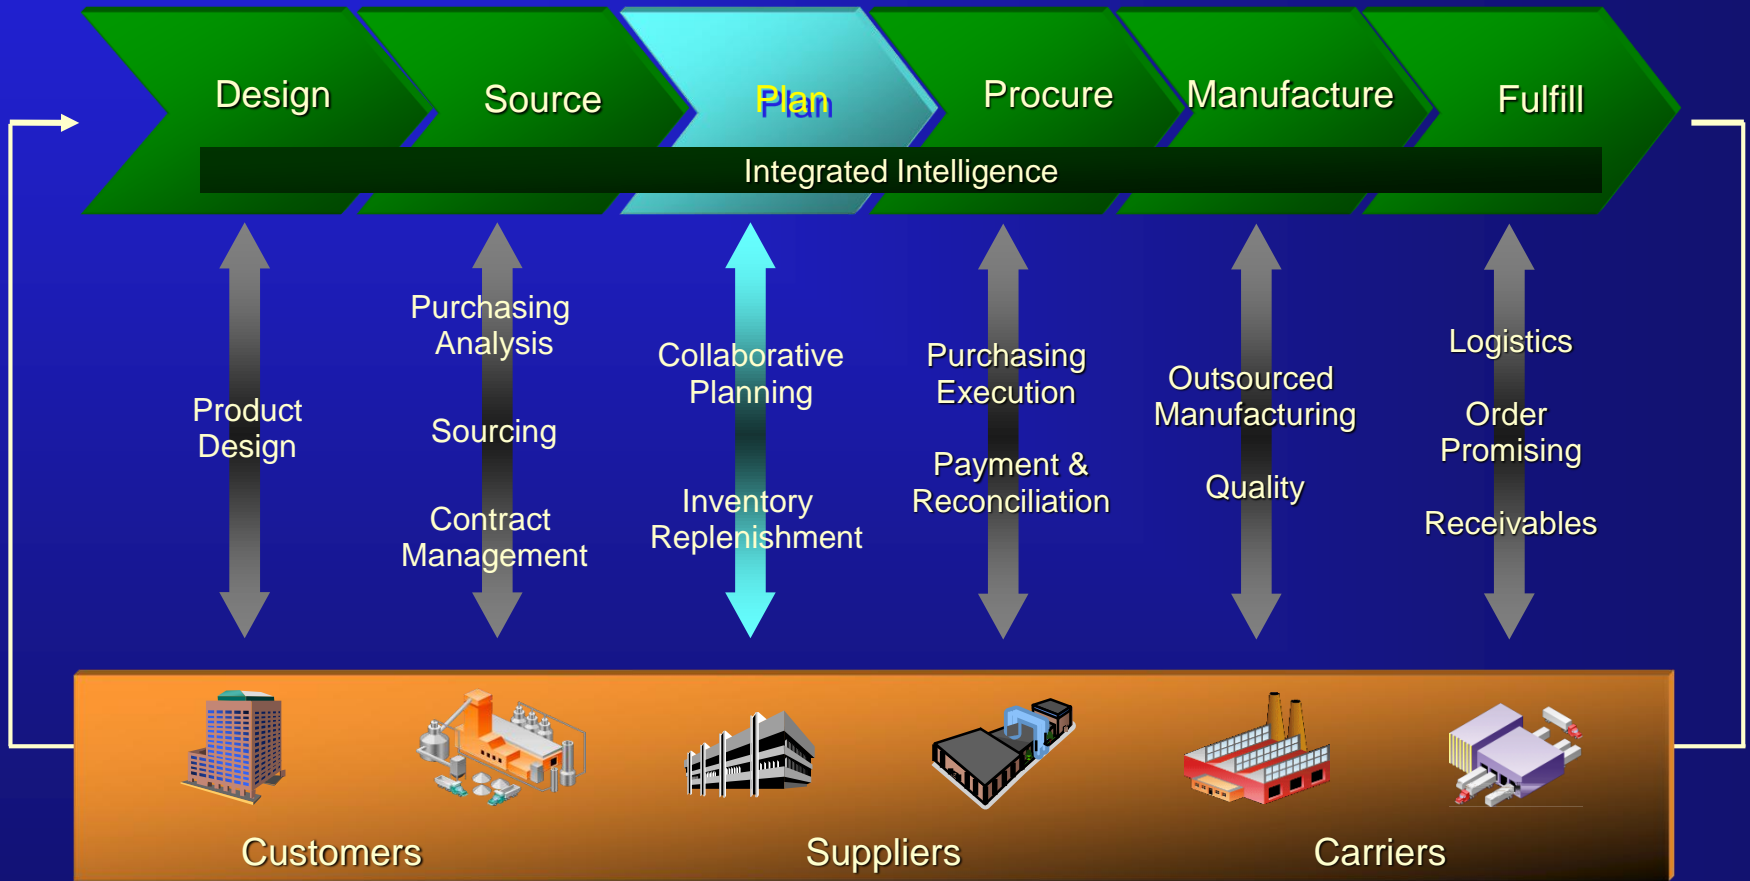 Design
Source
Plan
Procure
Manufacture
Fulfill
Integrated Intelligence
Product
Design
Purchasing
Analysis
Sourcing
Contract
Management
Collaborative
Planning
Inventory
Replenishment
Purchasing
Execution
Payment &
Reconciliation
Outsourced
Manufacturing
Quality
Logistics
Order
Promising
Receivables
Customers
Suppliers
Carriers